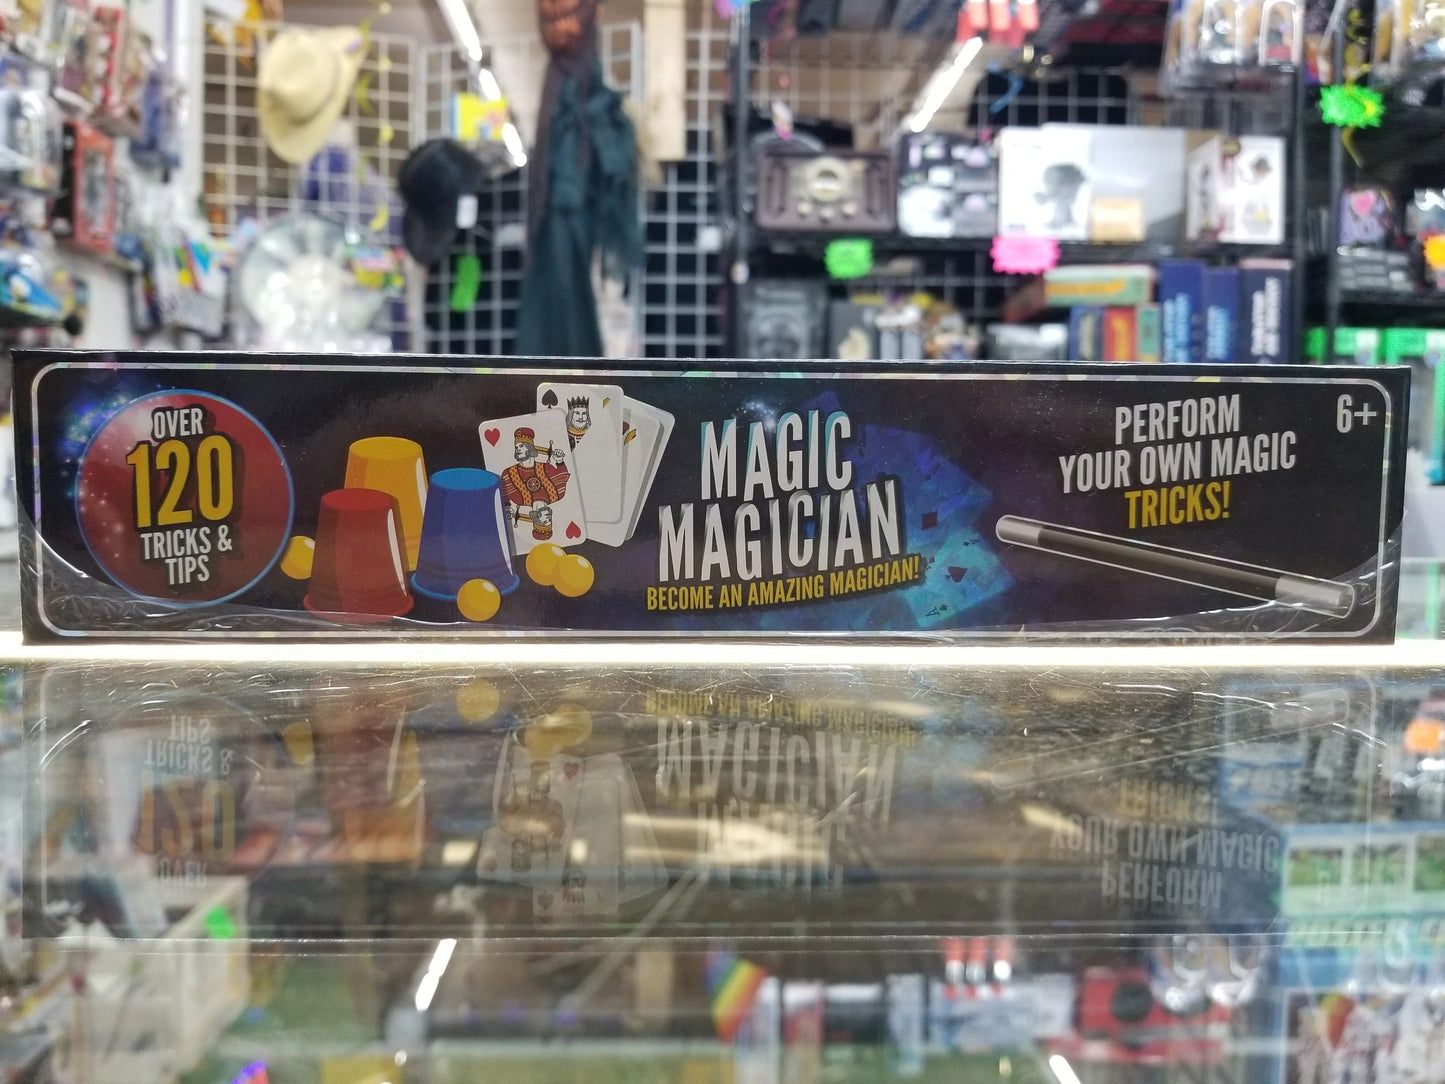 OVER
120
TRICKS &
TIPS
MAGIC
MAGICIAN
BECOME AN AMAZING MAGICIAN!
PERFORM
YOUR OWN MAGIC
TRICKS!
6+